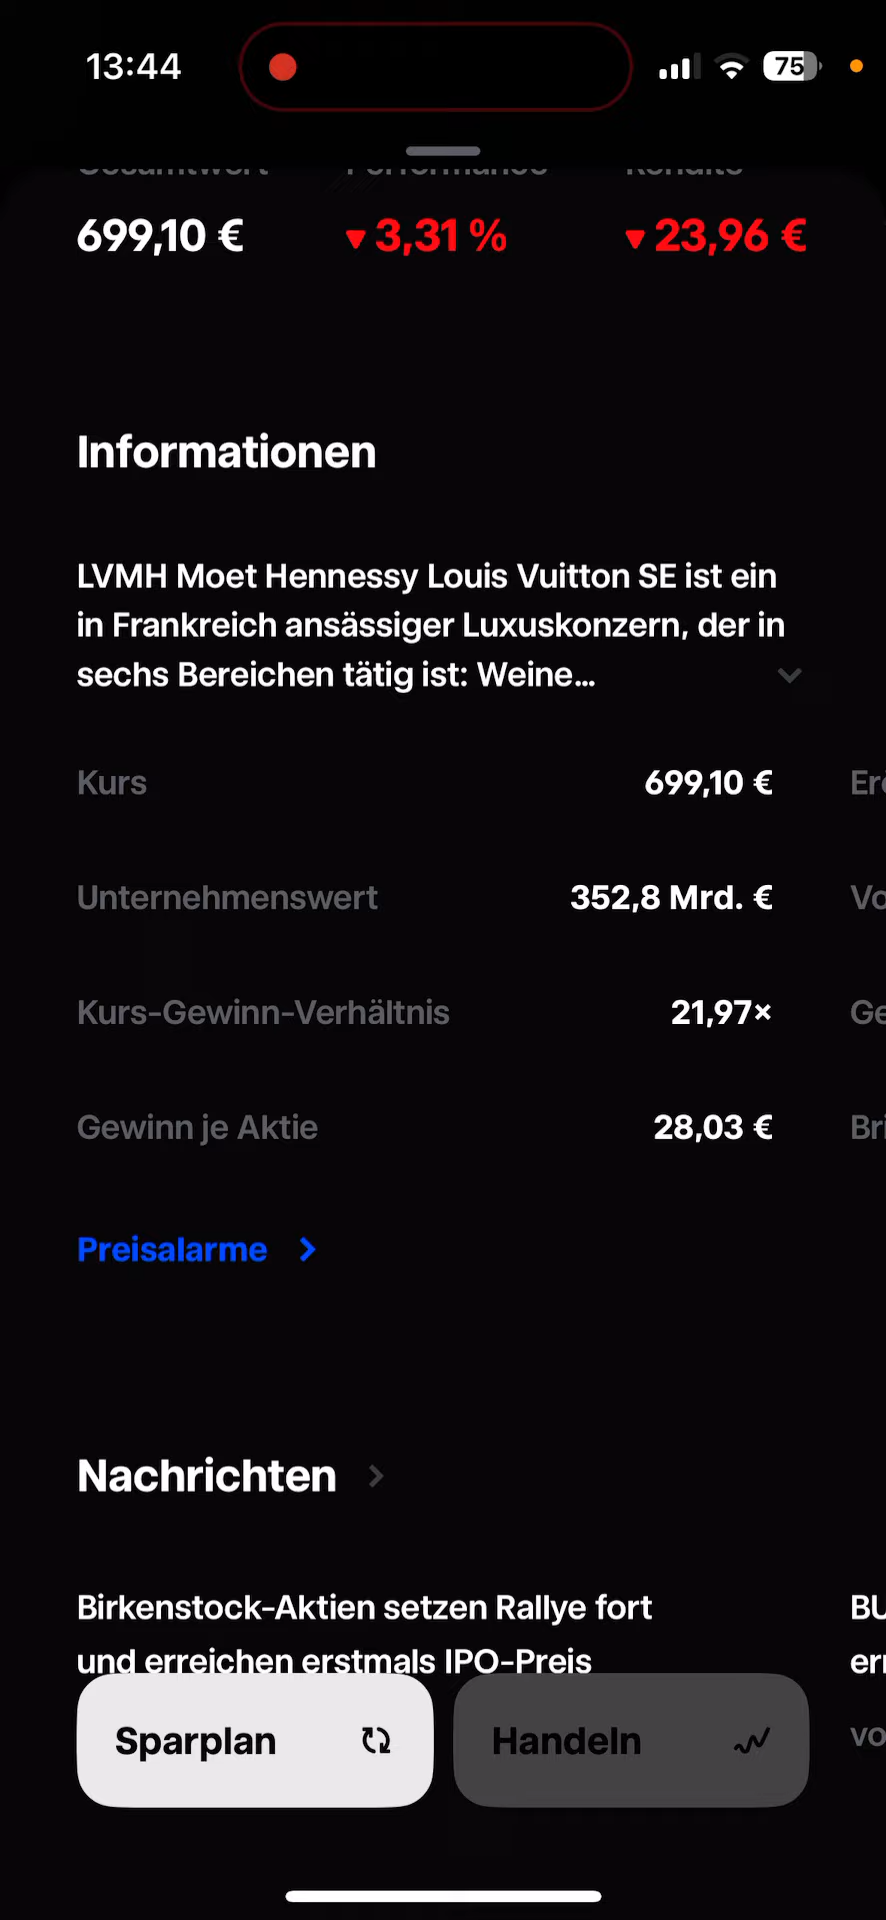 13:44
75
699,10 €
▼ 3,31 %
▼ 23,96 €
Informationen
LVMH Moet Hennessy Louis Vuitton SE ist ein
in Frankreich ansässiger Luxuskonzern, der in
sechs Bereichen tätig ist: Weine...
Kurs 699,10 €
Unternehmenswert 352,8 Mrd. €
Kurs-Gewinn-Verhältnis 21,97×
Gewinn je Aktie 28,03 €
Preisalarme
Nachrichten
Birkenstock-Aktien setzen Rallye fort
und erreichen erstmals IPO-Preis
Sparplan
Handeln